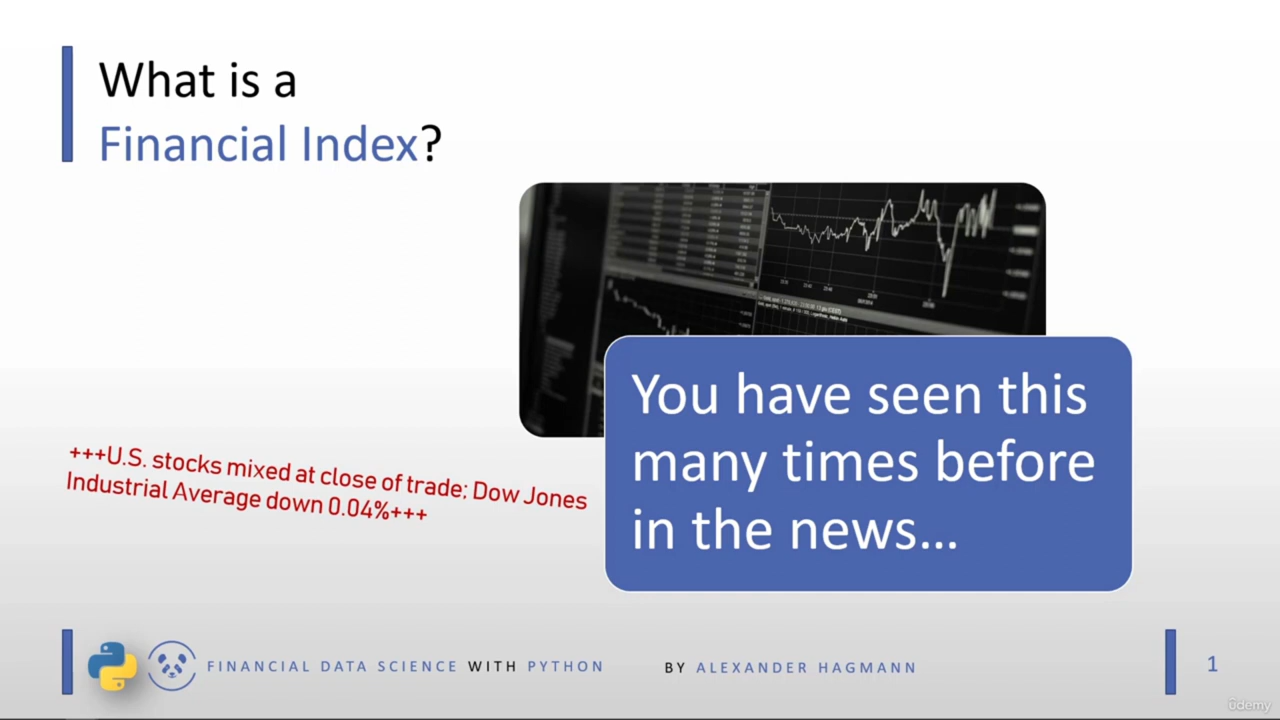 What is a
Financial Index?
You have seen this
many times before
in the news...
+++U.S. stocks mixed at close of trade; Dow Jones
Industrial Average down 0.04%+++
FINANCIAL DATA SCIENCE WITH PYTHON
BY ALEXANDER HAGMANN
1
ûdemy